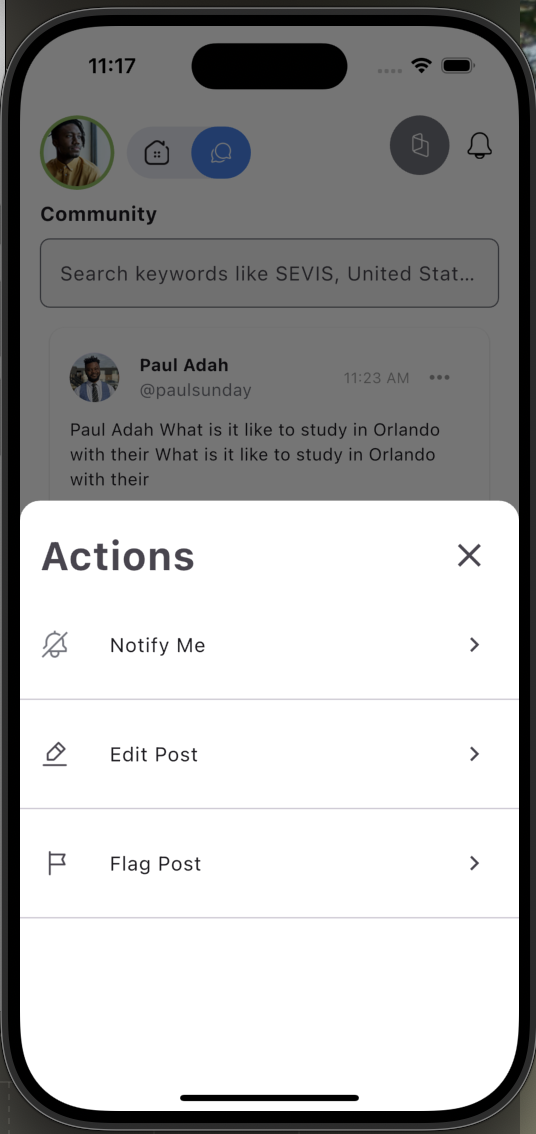 11:17
Community
Search keywords like SEVIS, United Stat...
Paul Adah
@paulsunday
11:23 AM
Paul Adah What is it like to study in Orlando
with their What is it like to study in Orlando
with their
Actions
Notify Me
Edit Post
Flag Post